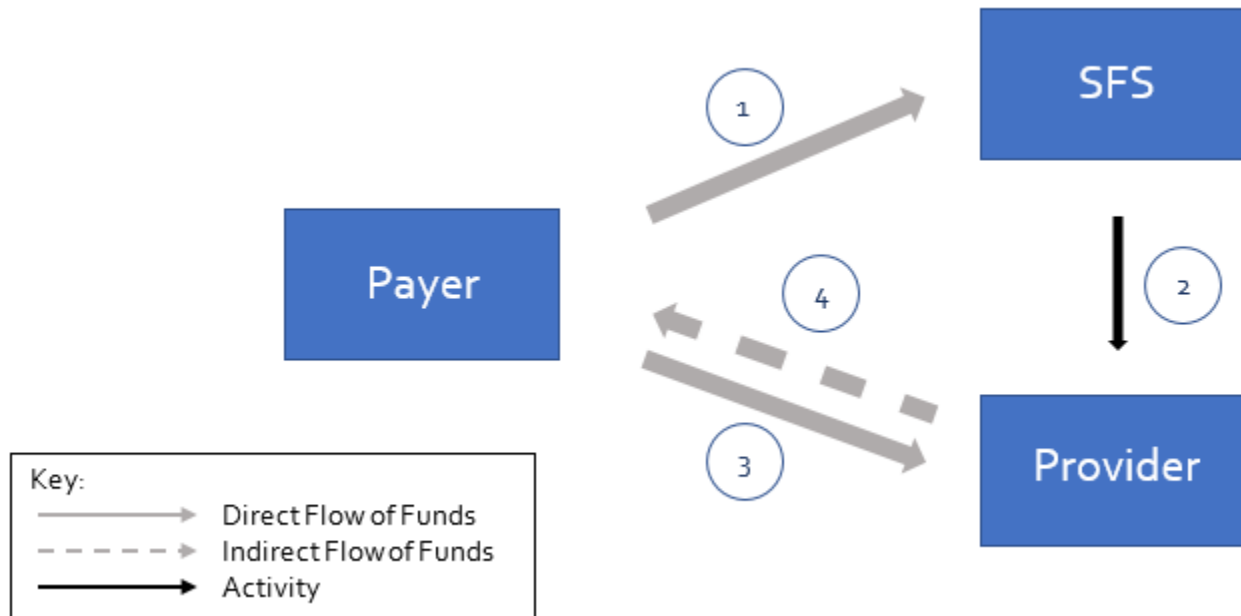 SFS
1
Payer
4
2
3
Provider
Key:
Direct Flow of Funds
Indirect Flow of Funds
Activity